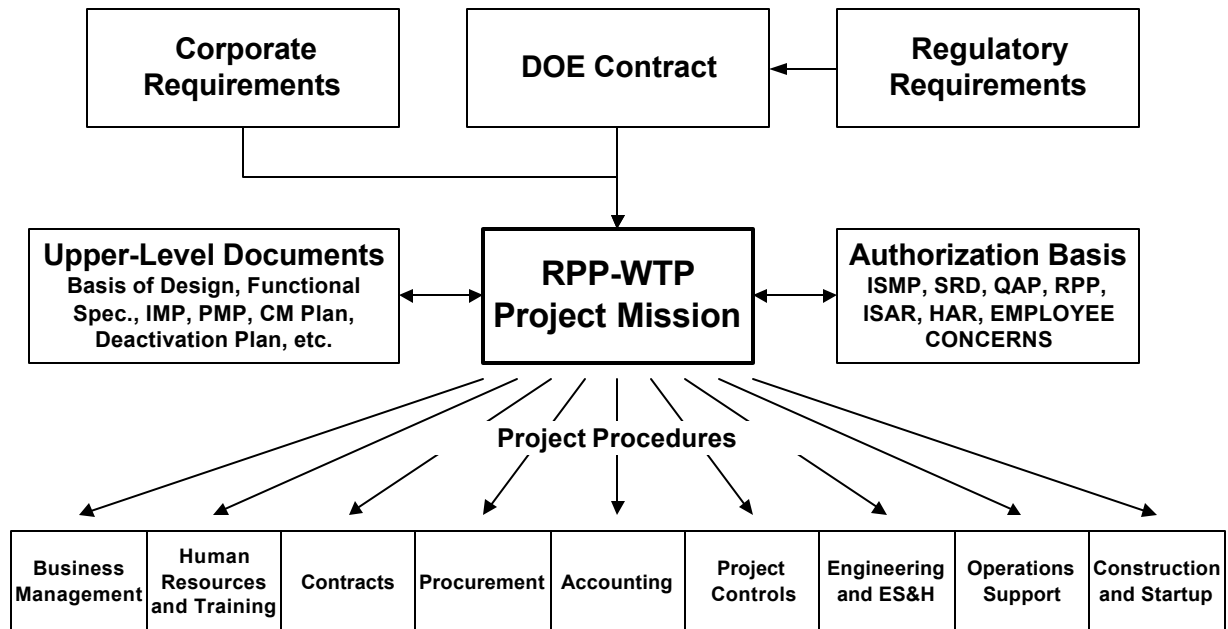 Corporate
Requirements
DOE Contract
Regulatory
Requirements
Upper-Level Documents
Basis of Design, Functional
Spec., IMP, PMP, CM Plan,
Deactivation Plan, etc.
RPP-WTP
Project Mission
Authorization Basis
ISMP, SRD, QAP, RPP,
ISAR, HAR, EMPLOYEE
CONCERNS
Project Procedures
Business
Management
Human
Resources
and Training
Contracts
Procurement
Accounting
Project
Controls
Engineering
and ES&H
Operations
Support
Construction
and Startup